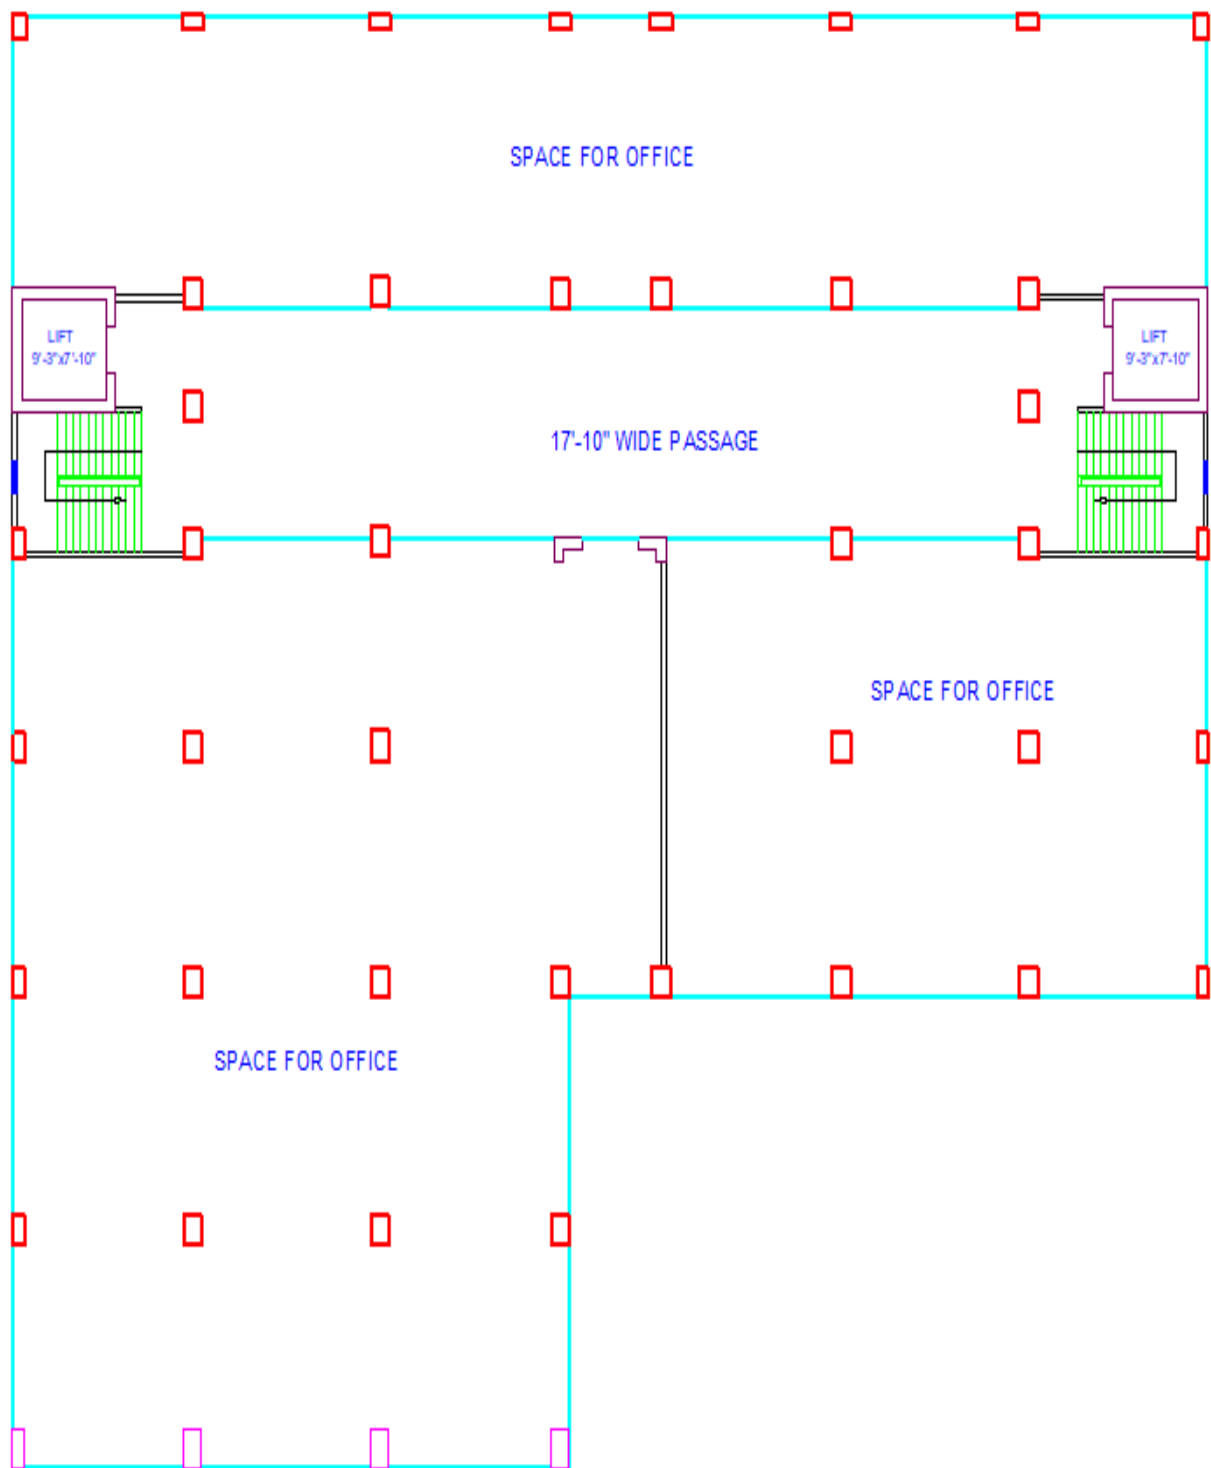 SPACE FOR OFFICE
LIFT
9'-3"x7'-10"
LIFT
9'-3"x7'-10"
17'-10" WIDE PASSAGE
SPACE FOR OFFICE
SPACE FOR OFFICE